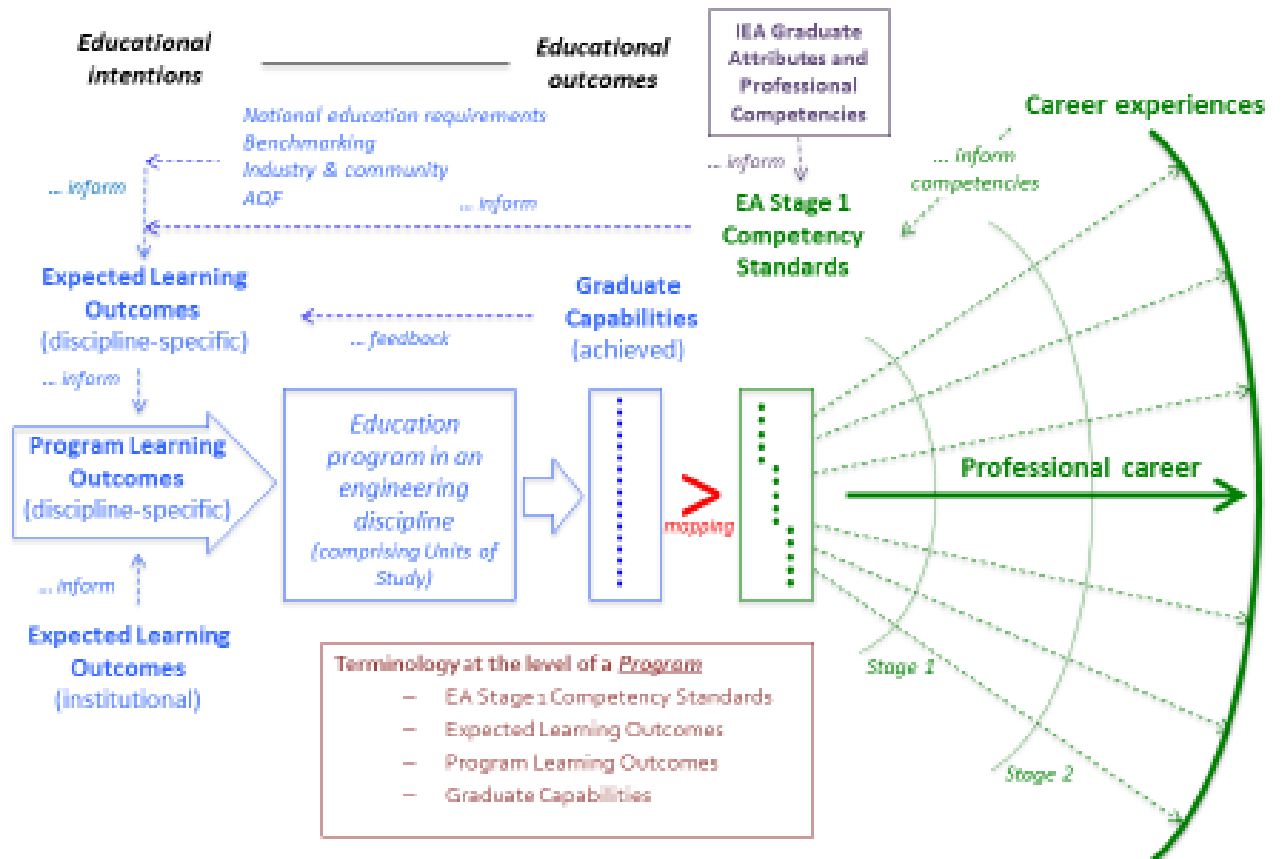 Educational
intentions
Educational
outcomes
IEA Graduate
Attributes and
Professional
Competencies
Career experiences
National education requirements
Benchmarking
Industry & community
AQF
... inform
... inform
... inform
... inform
competencies
EA Stage 1
Competency
Standards
Expected Learning
Outcomes
(discipline-specific)
Graduate
Capabilities
(achieved)
... feedback
... inform
Program Learning
Outcomes
(discipline-specific)
Education
program in an
engineering
discipline
(comprising Units of
Study)
>
mapping
Professional career
... inform
Expected Learning
Outcomes
(institutional)
Stage 1
Stage 2
Terminology at the level of a Program
– EA Stage 1 Competency Standards
– Expected Learning Outcomes
– Program Learning Outcomes
– Graduate Capabilities